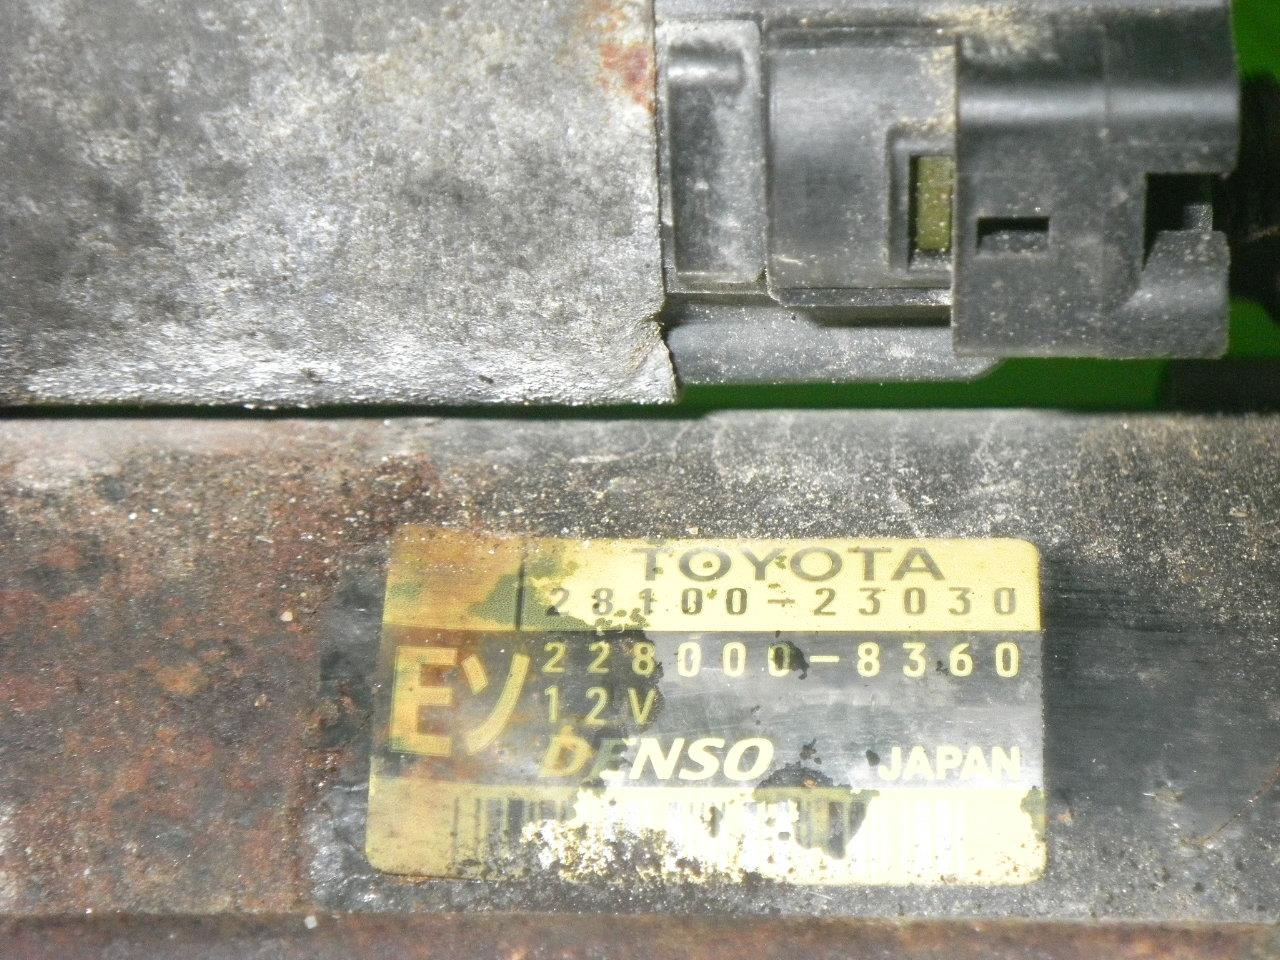 TOYOTA
28100-23030
Eソ
228000-8360
12V
DENSO JAPAN